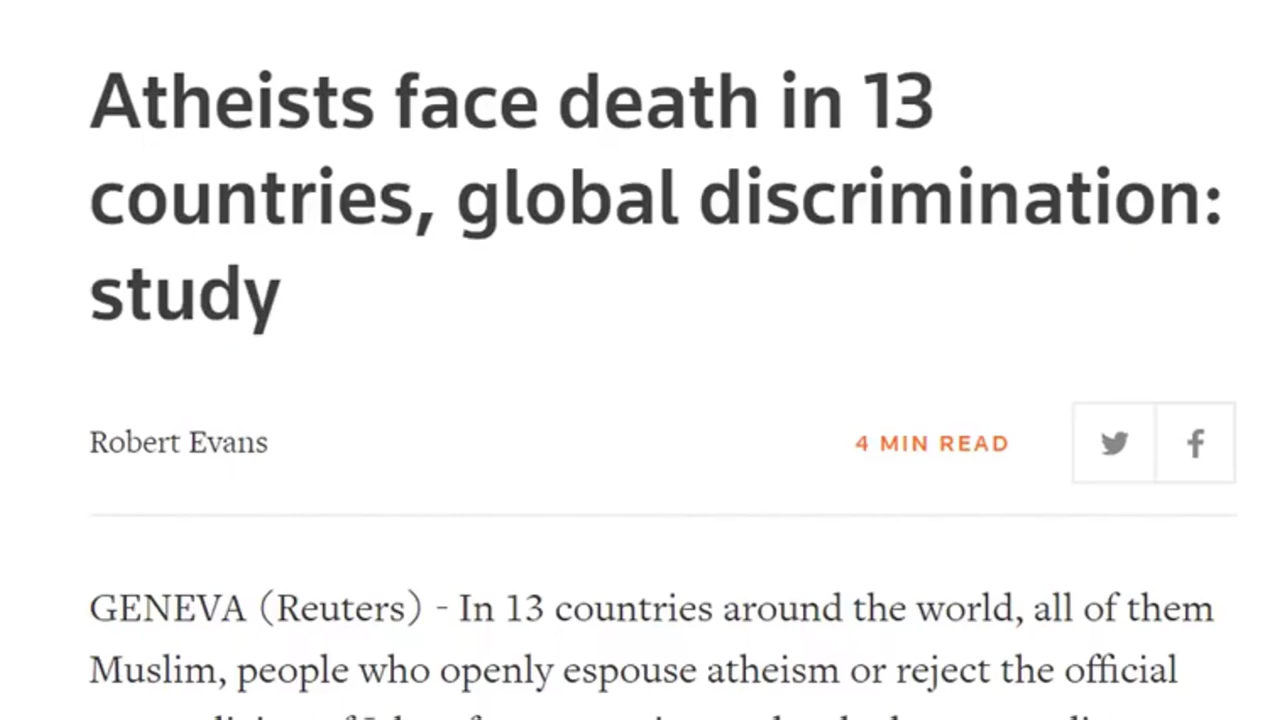 Atheists face death in 13
countries, global discrimination:
study
Robert Evans
4 MIN READ
GENEVA (Reuters) - In 13 countries around the world, all of them
Muslim, people who openly espouse atheism or reject the official